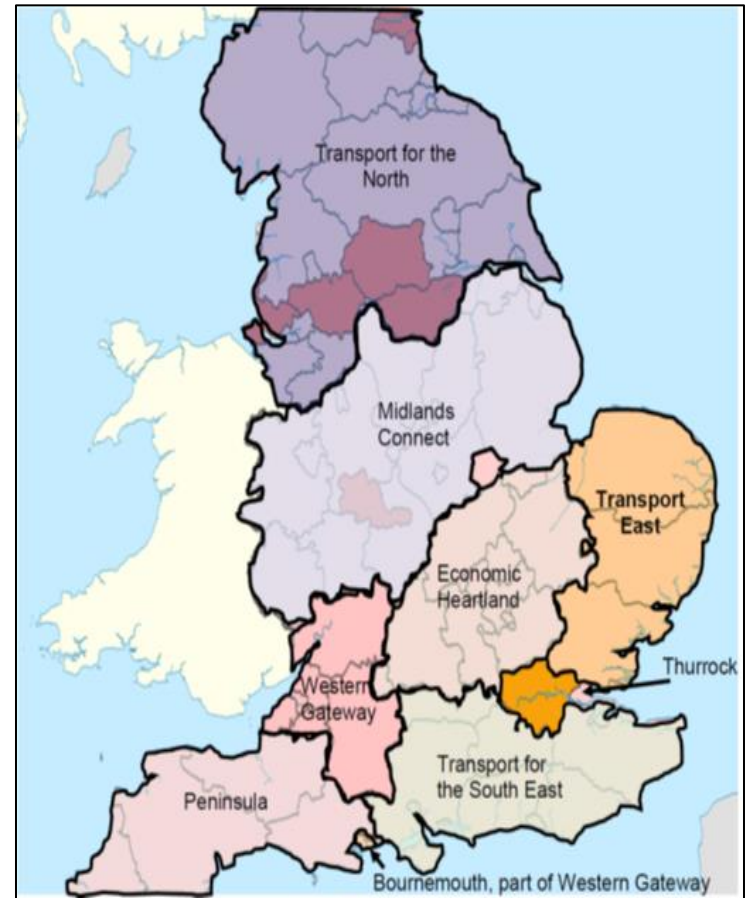 Transport for the
North
Midlands
Connect
Transport
East
Economic
Heartland
Thurrock
Western
Gateway
Transport for
the South East
Peninsula
Bournemouth, part of Western Gateway